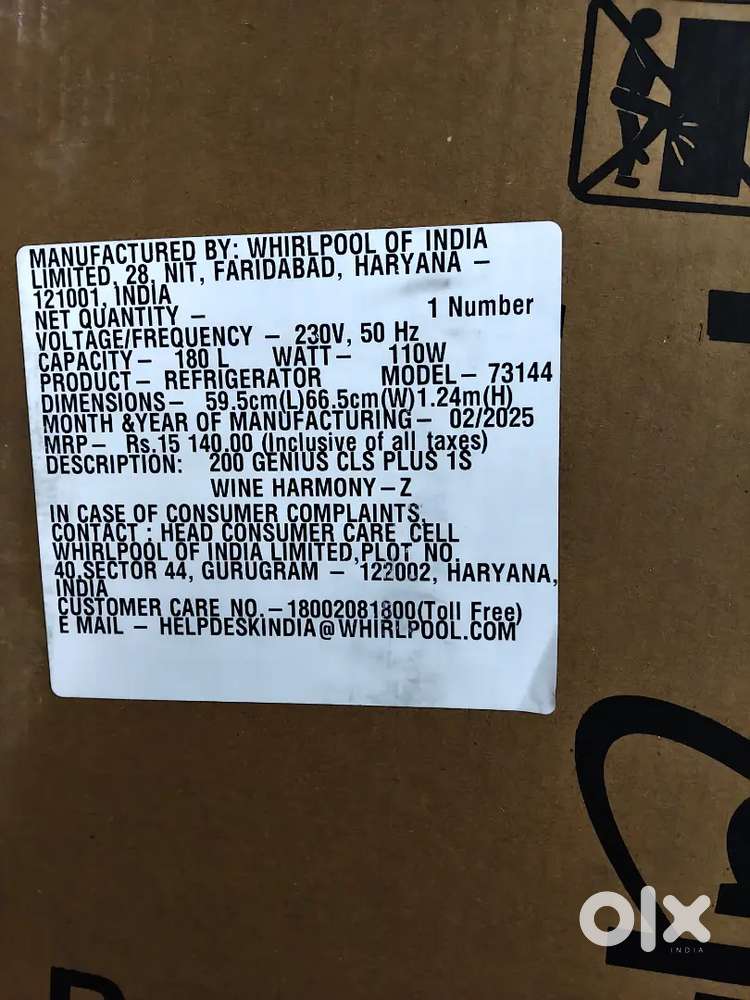 MANUFACTURED BY: WHIRLPOOL OF INDIA
LIMITED, 28, NIT, FARIDABAD, HARYANA –
121001, INDIA
NET QUANTITY – 1 Number
VOLTAGE/FREQUENCY – 230V, 50 Hz
CAPACITY – 180 L WATT – 110W
PRODUCT – REFRIGERATOR MODEL – 73144
DIMENSIONS – 59.5cm(L)66.5cm(W)1.24m(H)
MONTH &YEAR OF MANUFACTURING – 02/2025
MRP – Rs.15 140.00 (Inclusive of all taxes)
DESCRIPTION: 200 GENIUS CLS PLUS 1S
WINE HARMONY – Z
IN CASE OF CONSUMER COMPLAINTS,
CONTACT : HEAD CONSUMER CARE CELL
WHIRLPOOL OF INDIA LIMITED,PLOT NO.
40,SECTOR 44, GURUGRAM – 122002, HARYANA,
INDIA
CUSTOMER CARE NO. – 18002081800(Toll Free)
E MAIL – HELPDESKINDIA@WHIRLPOOL.COM
olx
INDIA